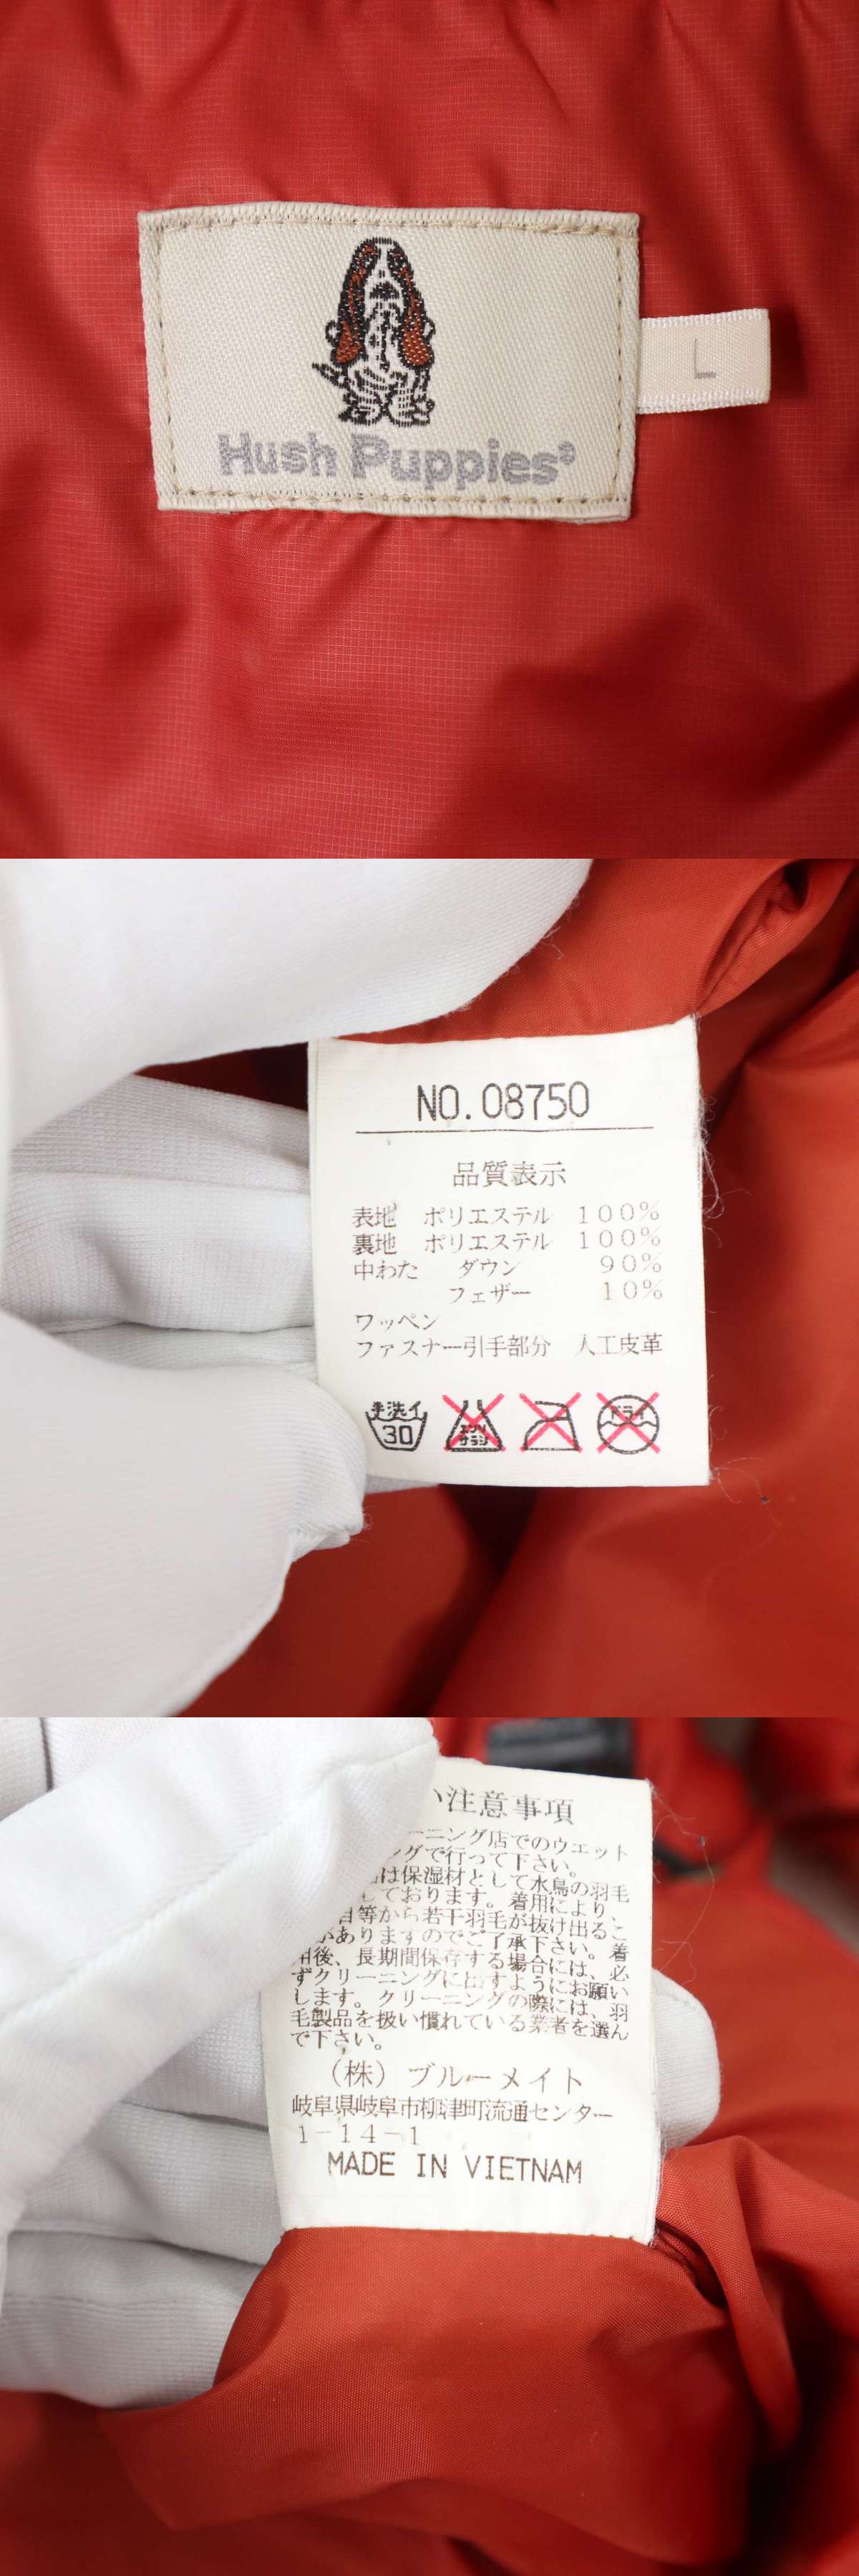 Hush Puppies®
L
NO. 08750
品質表示
表地 ポリエステル 100%
裏地 ポリエステル 100%
中わた ダウン 90%
フェザー 10%
ワッペン
ファスナー引手部分 人工皮革
手洗イ
30
エンソ
サラシ
ドライ
い注意事項
ーニング店でのウエット
グで行って下さい。
は保湿材として水鳥の羽毛
しております。着用により、
目等から若干羽毛が抜け出るこ
がありますのでご了承下さい。着
用後、長期間保存する場合には、必
ずクリーニングに出すようにお願い
します。クリーニングの際には、羽
毛製品を扱い慣れている業者を選ん
で下さい。
(株) ブルーメイト
岐阜県岐阜市柳津町流通センター
1-14-1
MADE IN VIETNAM